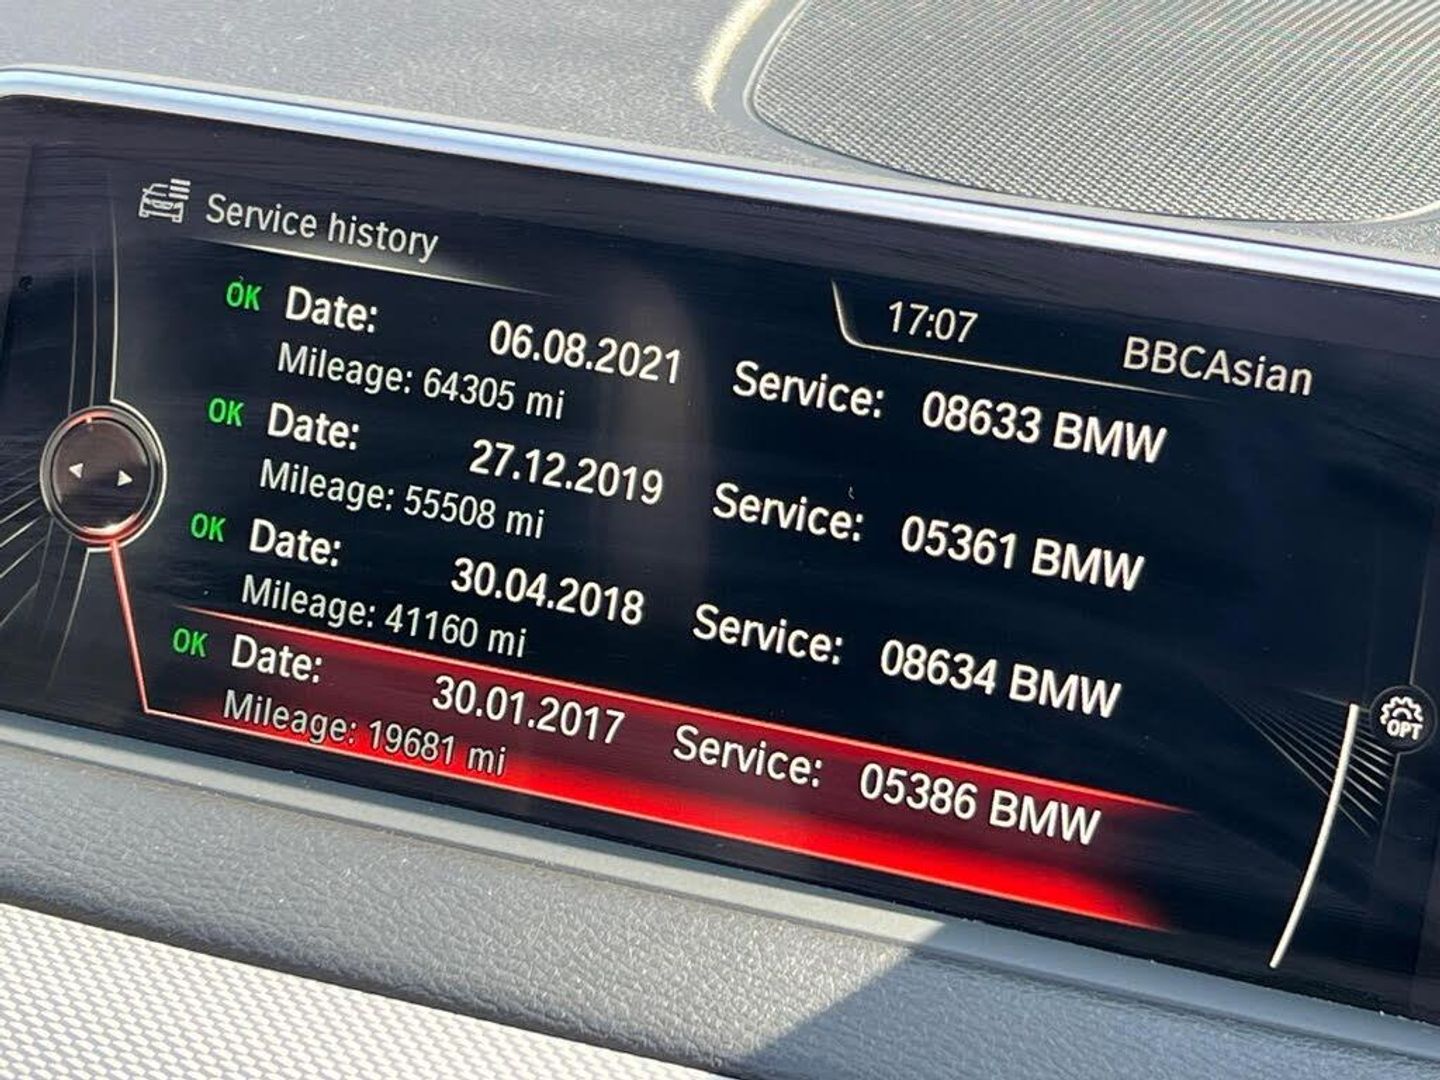 Service history
17:07
BBCAsian
OK Date: 06.08.2021 Service: 08633 BMW
Mileage: 64305 mi
OK Date: 27.12.2019 Service: 05361 BMW
Mileage: 55508 mi
OK Date: 30.04.2018 Service: 08634 BMW
Mileage: 41160 mi
OK Date: 30.01.2017 Service: 05386 BMW
Mileage: 19681 mi
OPT